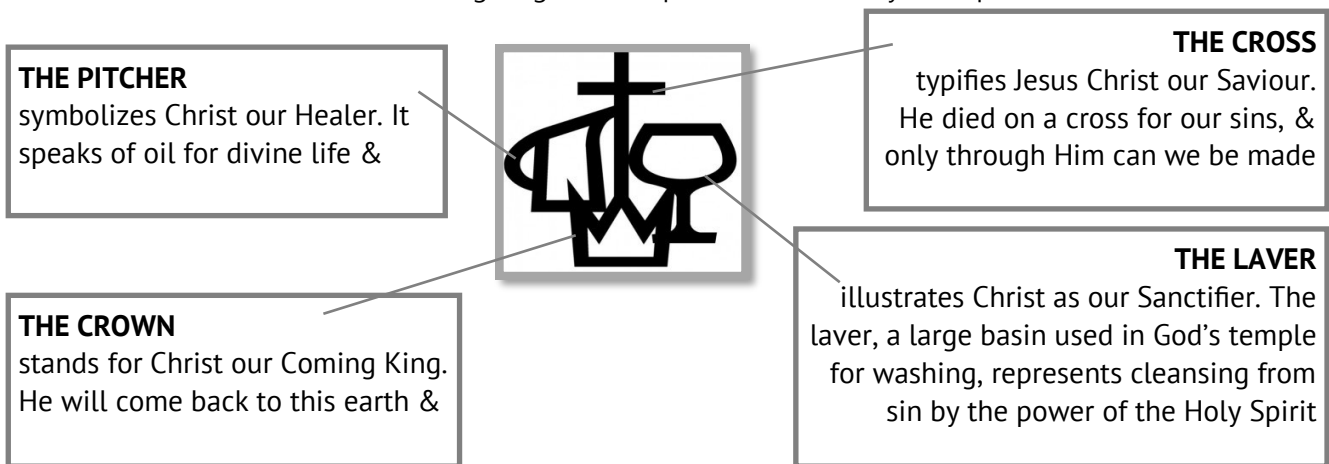 THE PITCHER
symbolizes Christ our Healer. It
speaks of oil for divine life &
THE CROSS
typifies Jesus Christ our Saviour.
He died on a cross for our sins, &
only through Him can we be made
THE CROWN
stands for Christ our Coming King.
He will come back to this earth &
THE LAVER
illustrates Christ as our Sanctifier. The
laver, a large basin used in God’s temple
for washing, represents cleansing from
sin by the power of the Holy Spirit